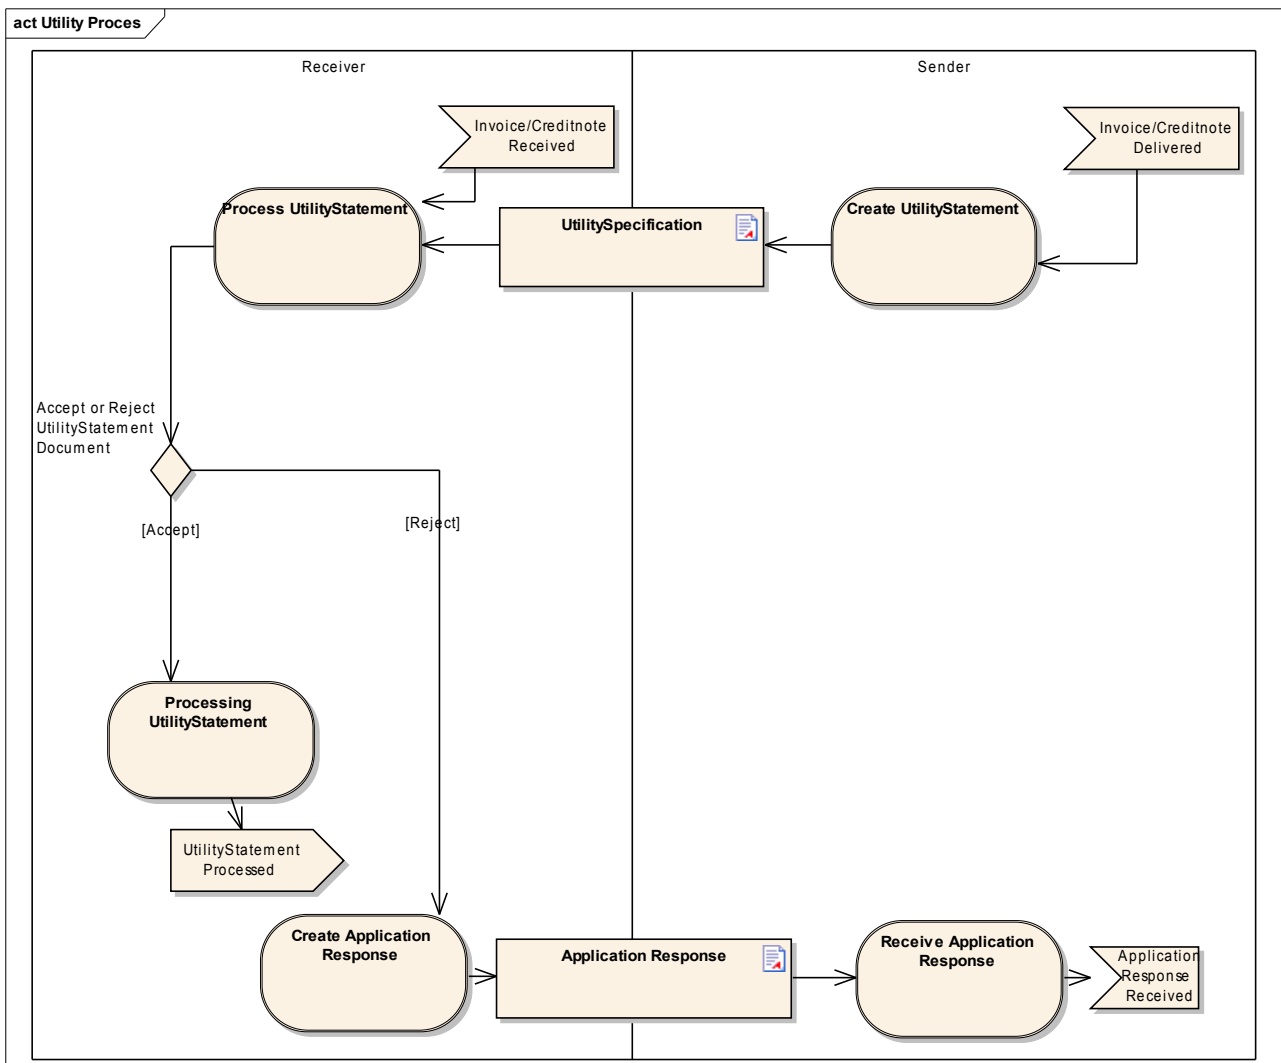 act Utility Proces
Receiver
Sender
Invoice/Creditnote
Received
Invoice/Creditnote
Delivered
Process UtilityStatement
UtilitySpecification
Create UtilityStatement
Accept or Reject
UtilityStatement
Document
[Accept]
[Reject]
Processing
UtilityStatement
UtilityStatement
Processed
Create Application
Response
Application Response
Receive Application
Response
Application
Response
Received